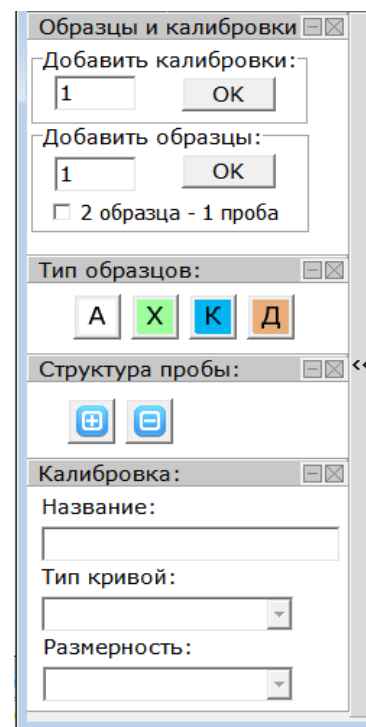 Образцы и калибровки
Добавить калибровки:
1 OK
Добавить образцы:
1 OK
2 образца - 1 проба
Тип образцов:
А Х К Д
Структура пробы:
<<
Калибровка:
Название:
Тип кривой:
Размерность: